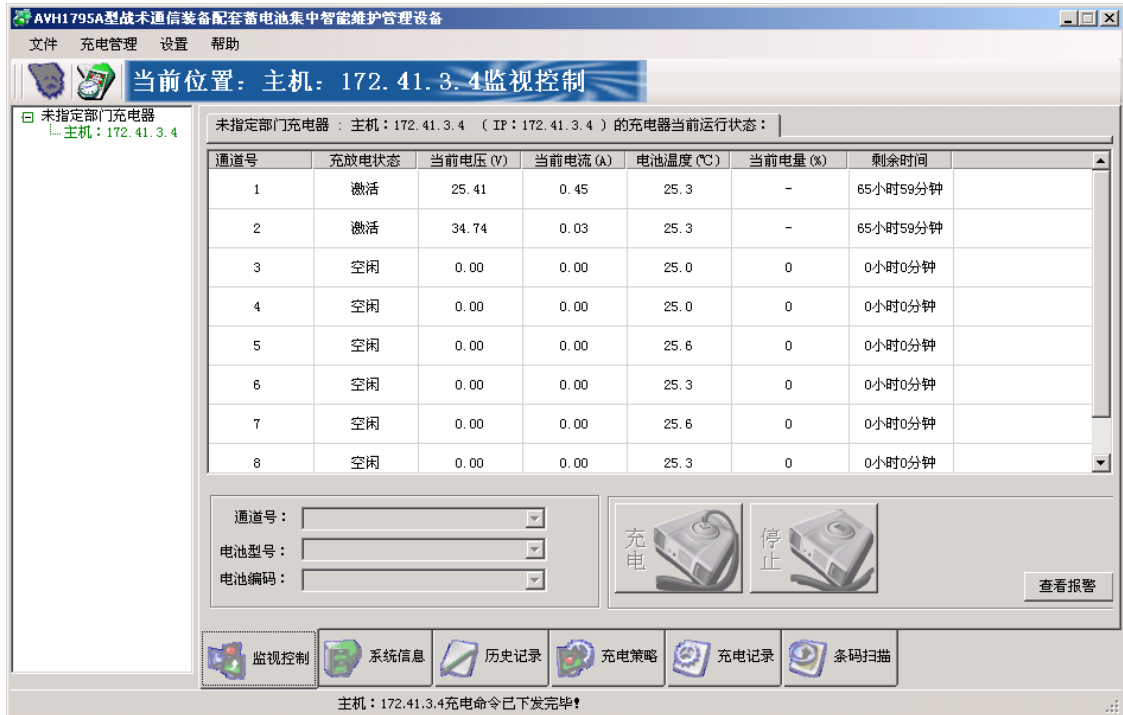 AVH1795A型战术通信装备配套蓄电池集中智能维护管理设备
文件 充电管理 设置 帮助
当前位置：主机：172.41.3.4监视控制
未指定部门充电器
主机：172.41.3.4
未指定部门充电器 : 主机：172.41.3.4 ( IP：172.41.3.4 ) 的充电器当前运行状态：
通道号 充放电状态 当前电压(V) 当前电流(A) 电池温度(℃) 当前电量(%) 剩余时间
1 激活 25.41 0.45 25.3 - 65小时59分钟
2 激活 34.74 0.03 25.3 - 65小时59分钟
3 空闲 0.00 0.00 25.0 0 0小时0分钟
4 空闲 0.00 0.00 25.0 0 0小时0分钟
5 空闲 0.00 0.00 25.6 0 0小时0分钟
6 空闲 0.00 0.00 25.3 0 0小时0分钟
7 空闲 0.00 0.00 25.6 0 0小时0分钟
8 空闲 0.00 0.00 25.3 0 0小时0分钟
通道号：
电池型号：
电池编码：
充电
停止
查看报警
监视控制 系统信息 历史记录 充电策略 充电记录 条码扫描
主机：172.41.3.4充电命令已下发完毕!